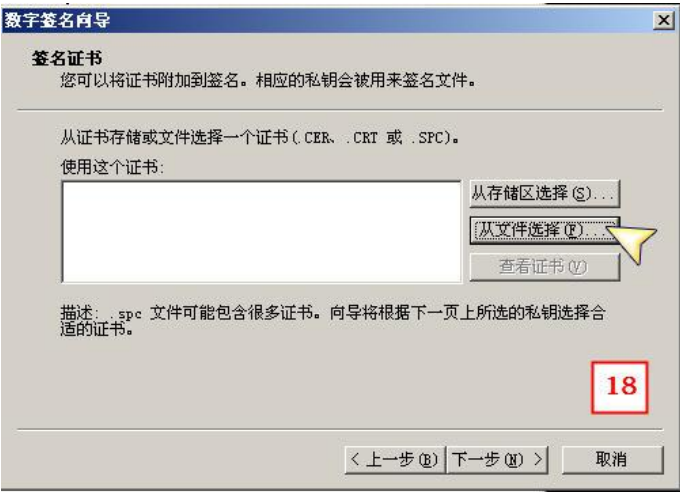 数字签名向导
签名证书
您可以将证书附加到签名。相应的私钥会被用来签名文件。
从证书存储或文件选择一个证书(.CER、.CRT 或 .SPC)。
使用这个证书:
从存储区选择(S)...
从文件选择(F)...
查看证书(V)
描述: .spc 文件可能包含很多证书。向导将根据下一页上所选的私钥选择合
适的证书。
18
< 上一步(B) 下一步(N) > 取消